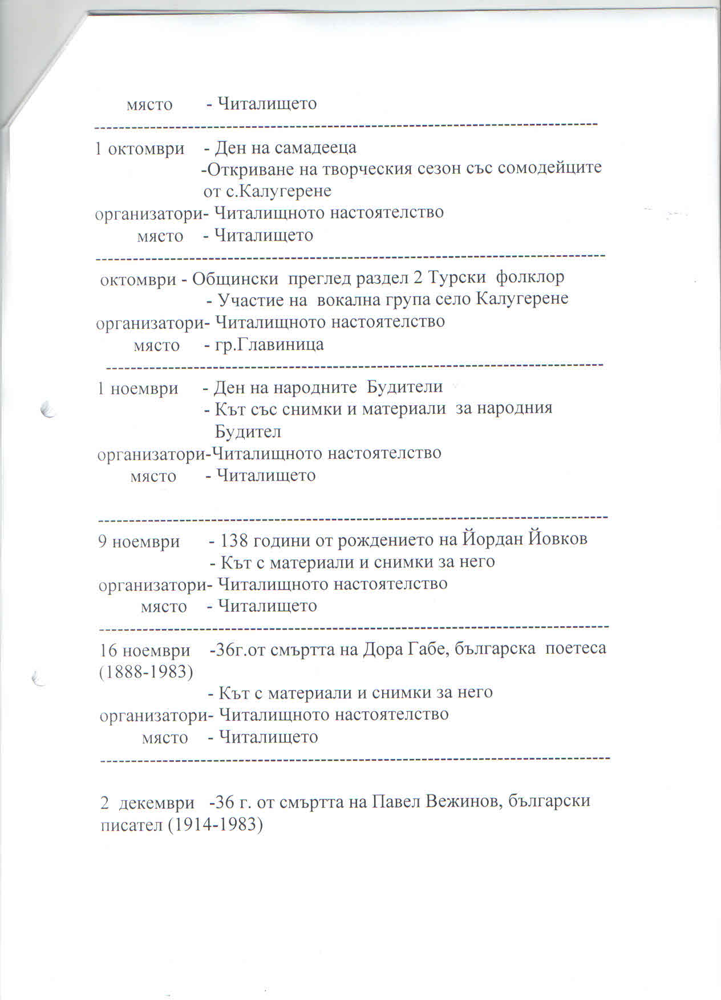 място - Читалището
1 октомври - Ден на самадееца
-Откриване на творческия сезон със сомодейците
от с.Калугерене
организатори- Читалищното настоятелство
място - Читалището
октомври - Общински преглед раздел 2 Турски фолклор
- Участие на вокална група село Калугерене
организатори- Читалищното настоятелство
място - гр.Главиница
1 ноември - Ден на народните Будители
- Кът със снимки и материали за народния
Будител
организатори-Читалищното настоятелство
място - Читалището
9 ноември - 138 години от рождението на Йордан Йовков
- Кът с материали и снимки за него
организатори- Читалищното настоятелство
място - Читалището
16 ноември -36г.от смъртта на Дора Габе, българска поетеса
(1888-1983)
- Кът с материали и снимки за него
организатори- Читалищното настоятелство
място - Читалището
2 декември -36 г. от смъртта на Павел Вежинов, български
писател (1914-1983)